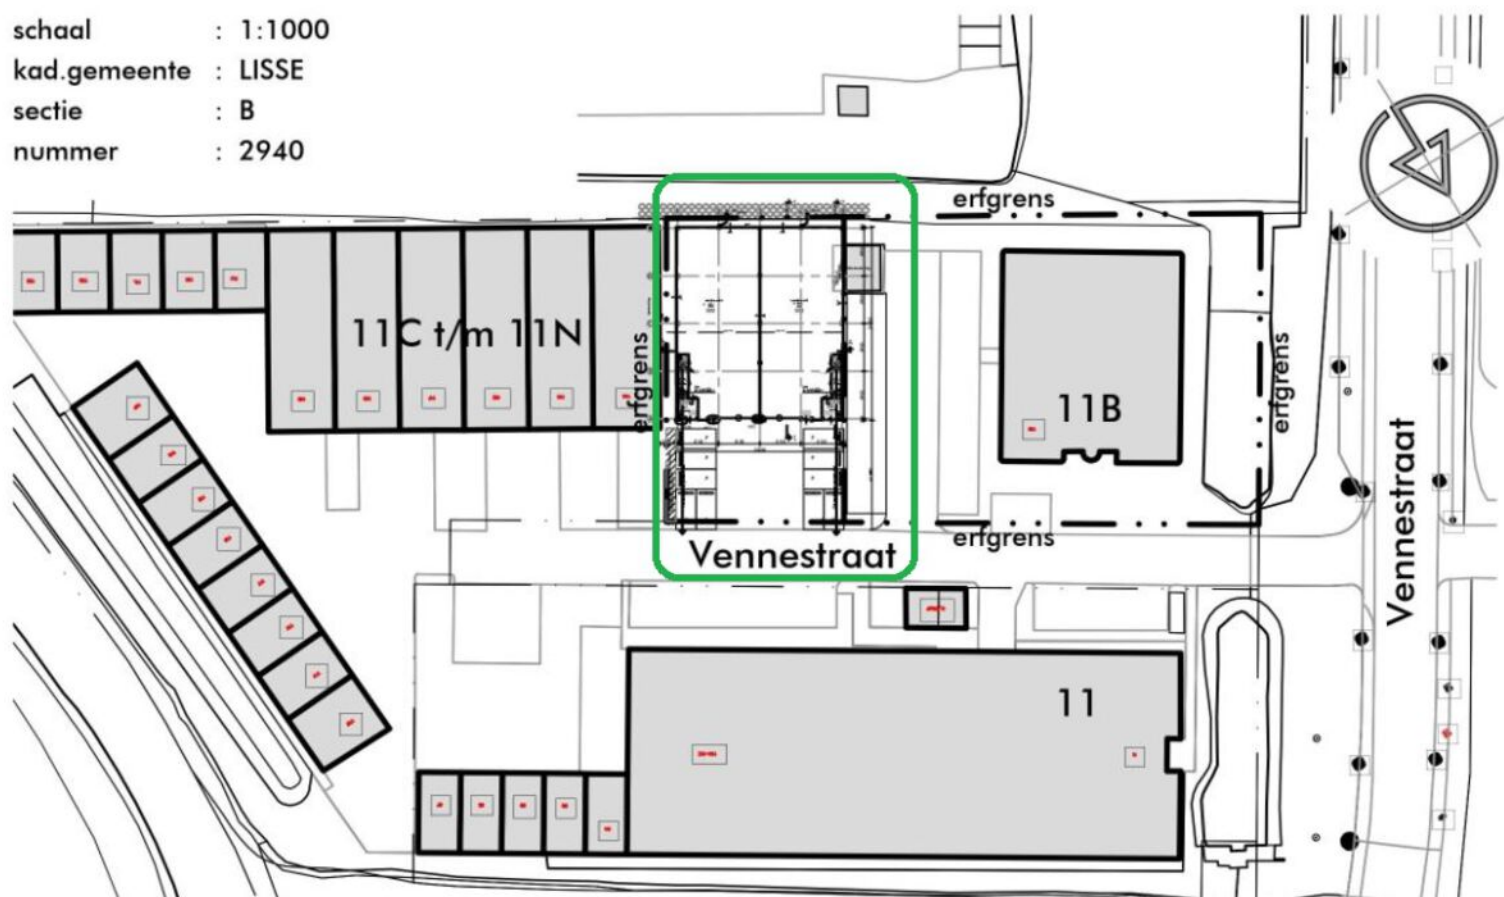 schaal : 1:1000
kad.gemeente : LISSE
sectie : B
nummer : 2940
erfgrens
11C t/m 11N
erfgrens
11B
erfgrens
Vennestraat
Vennestraat
erfgrens
11